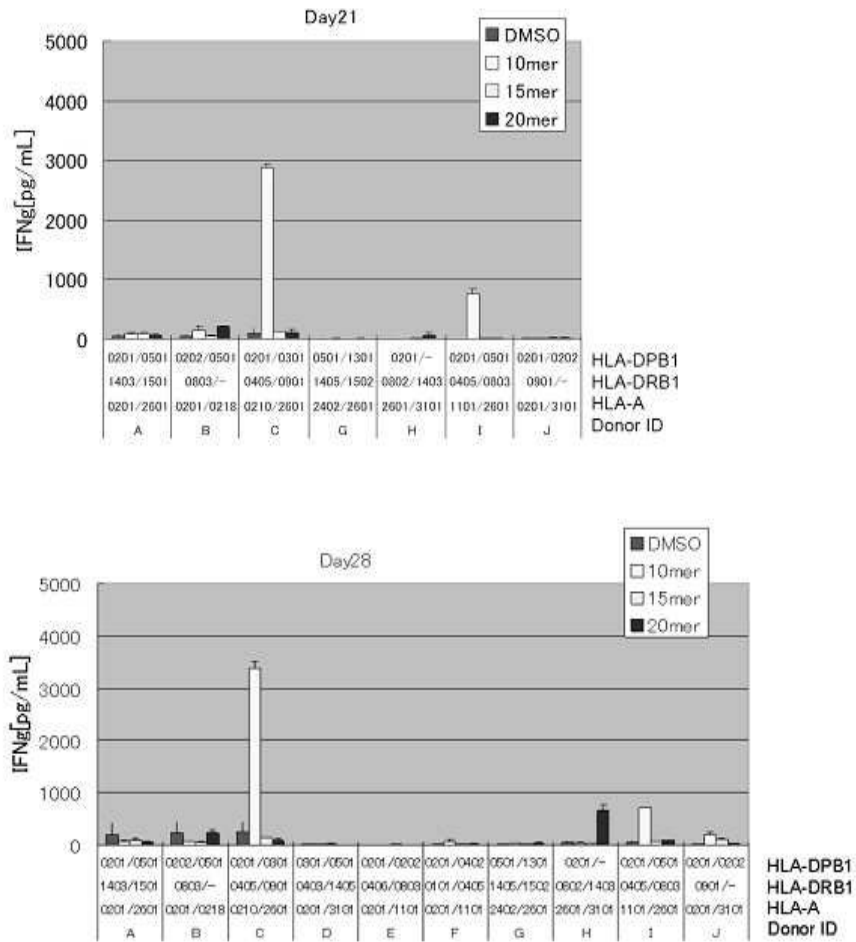 Day21
5000
4000
3000
2000
1000
0
IFNg[pg/mL]
DMSO
10mer
15mer
20mer
0201/0501 0202/0501 0201/0301 0501/1301 0201/- 0201/0501 0201/0202 HLA-DPB1
1403/1501 0803/- 0405/0901 1405/1502 0802/1403 0405/0803 0901/- HLA-DRB1
0201/2601 0201/0218 0210/2601 2402/2601 2601/3101 1101/2601 0201/3101 HLA-A
A B C G H I J Donor ID
Day28
5000
4000
3000
2000
1000
0
IFNg[pg/mL]
DMSO
10mer
15mer
20mer
0201/0501 0202/0501 0201/0301 0301/0501 0201/0202 0201/0402 0501/1301 0201/- 0201/0501 0201/0202 HLA-DPB1
1403/1501 0803/- 0405/0901 0403/1405 0406/0803 0101/0405 1405/1502 0802/1403 0405/0803 0901/- HLA-DRB1
0201/2601 0201/0218 0210/2601 0201/3101 0201/1101 0201/1101 2402/2601 2601/3101 1101/2601 0201/3101 HLA-A
A B C D E F G H I J Donor ID